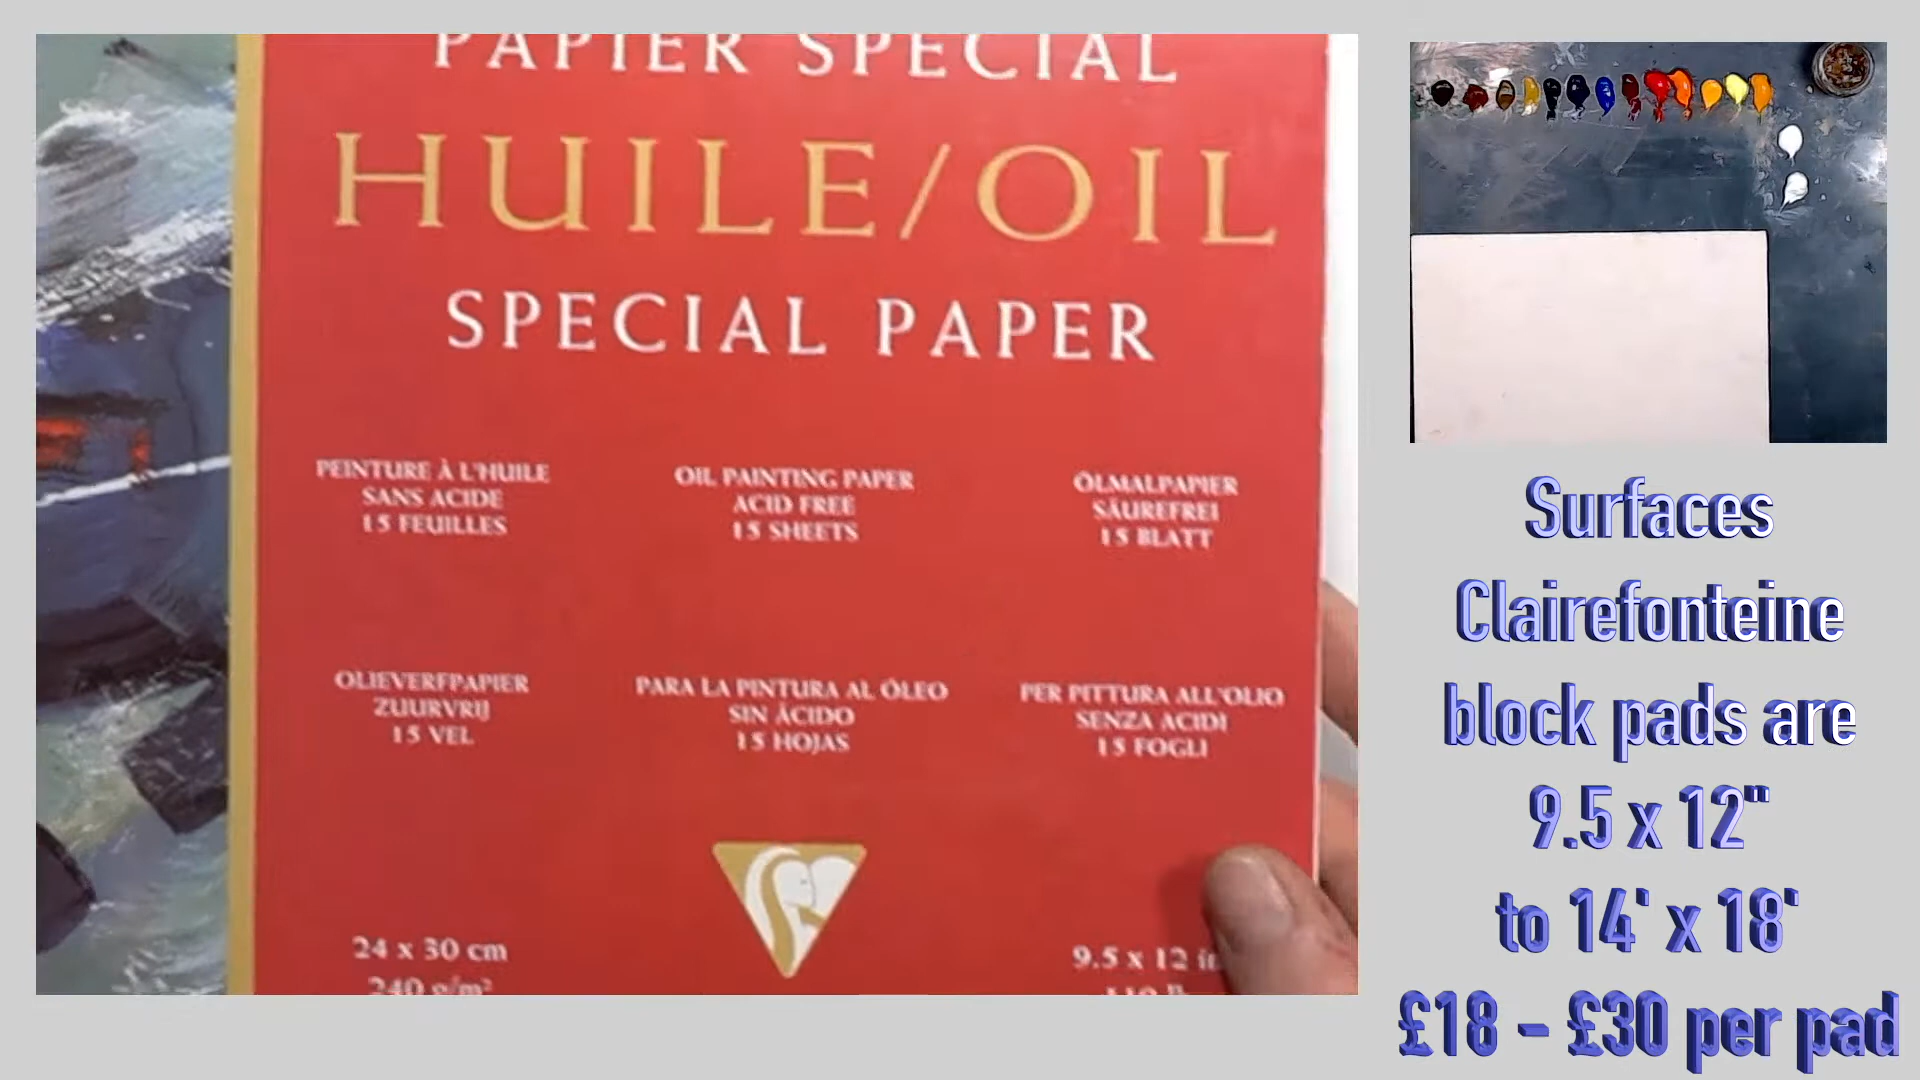 PAPIER SPECIAL
HUILE/OIL
SPECIAL PAPER
PEINTURE À L'HUILE
SANS ACIDE
15 FEUILLES
OIL PAINTING PAPER
ACID FREE
15 SHEETS
ÖLMALPAPIER
SÄUREFREI
15 BLATT
OLIEVERFPAPIER
ZUURVRIJ
15 VEL
PARA LA PINTURA AL ÓLEO
SIN ÁCIDO
15 HOJAS
PER PITTURA ALL'OLIO
SENZA ACIDI
15 FOGLI
24 x 30 cm
240 g/m²
9.5 x 12
Surfaces
Clairefonteine
block pads are
9.5 x 12"
to 14' x 18'
£18 - £30 per pad